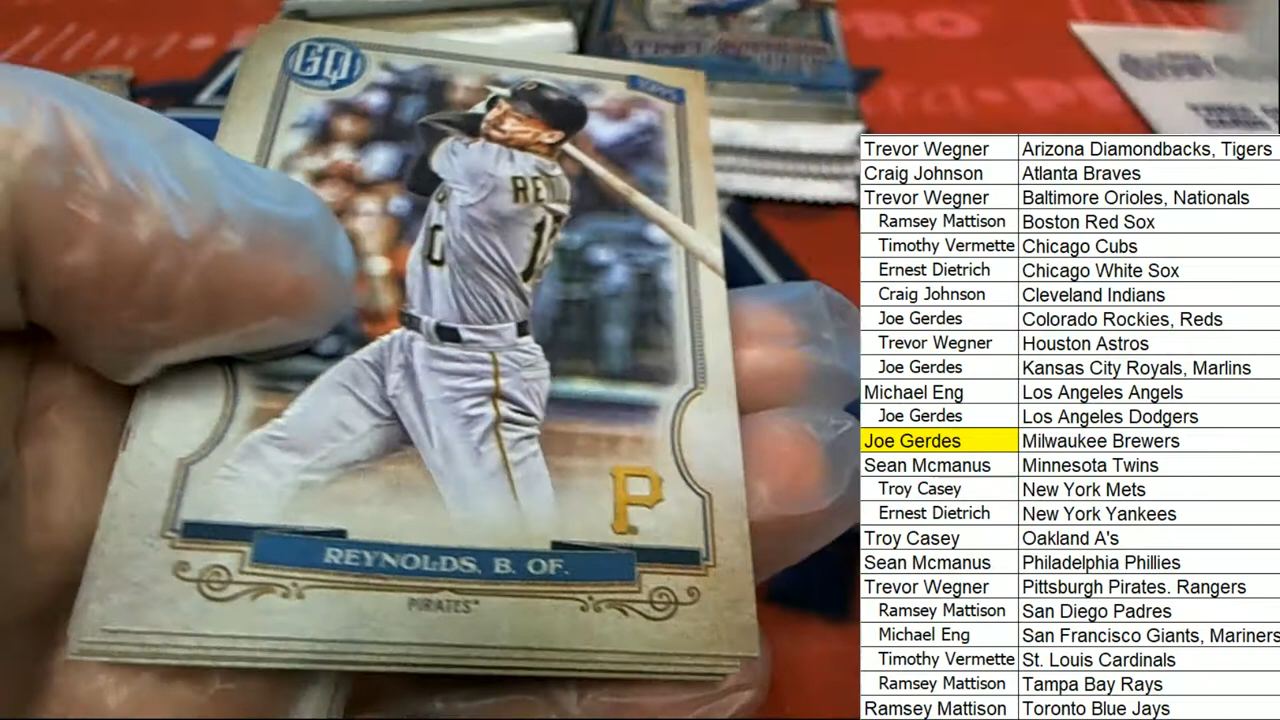 GQ
TOPPS
REYNOLDS, B. OF.
PIRATES
P
Trevor Wegner Arizona Diamondbacks, Tigers
Craig Johnson Atlanta Braves
Trevor Wegner Baltimore Orioles, Nationals
Ramsey Mattison Boston Red Sox
Timothy Vermette Chicago Cubs
Ernest Dietrich Chicago White Sox
Craig Johnson Cleveland Indians
Joe Gerdes Colorado Rockies, Reds
Trevor Wegner Houston Astros
Joe Gerdes Kansas City Royals, Marlins
Michael Eng Los Angeles Angels
Joe Gerdes Los Angeles Dodgers
Joe Gerdes Milwaukee Brewers
Sean Mcmanus Minnesota Twins
Troy Casey New York Mets
Ernest Dietrich New York Yankees
Troy Casey Oakland A's
Sean Mcmanus Philadelphia Phillies
Trevor Wegner Pittsburgh Pirates. Rangers
Ramsey Mattison San Diego Padres
Michael Eng San Francisco Giants, Mariners
Timothy Vermette St. Louis Cardinals
Ramsey Mattison Tampa Bay Rays
Ramsey Mattison Toronto Blue Jays